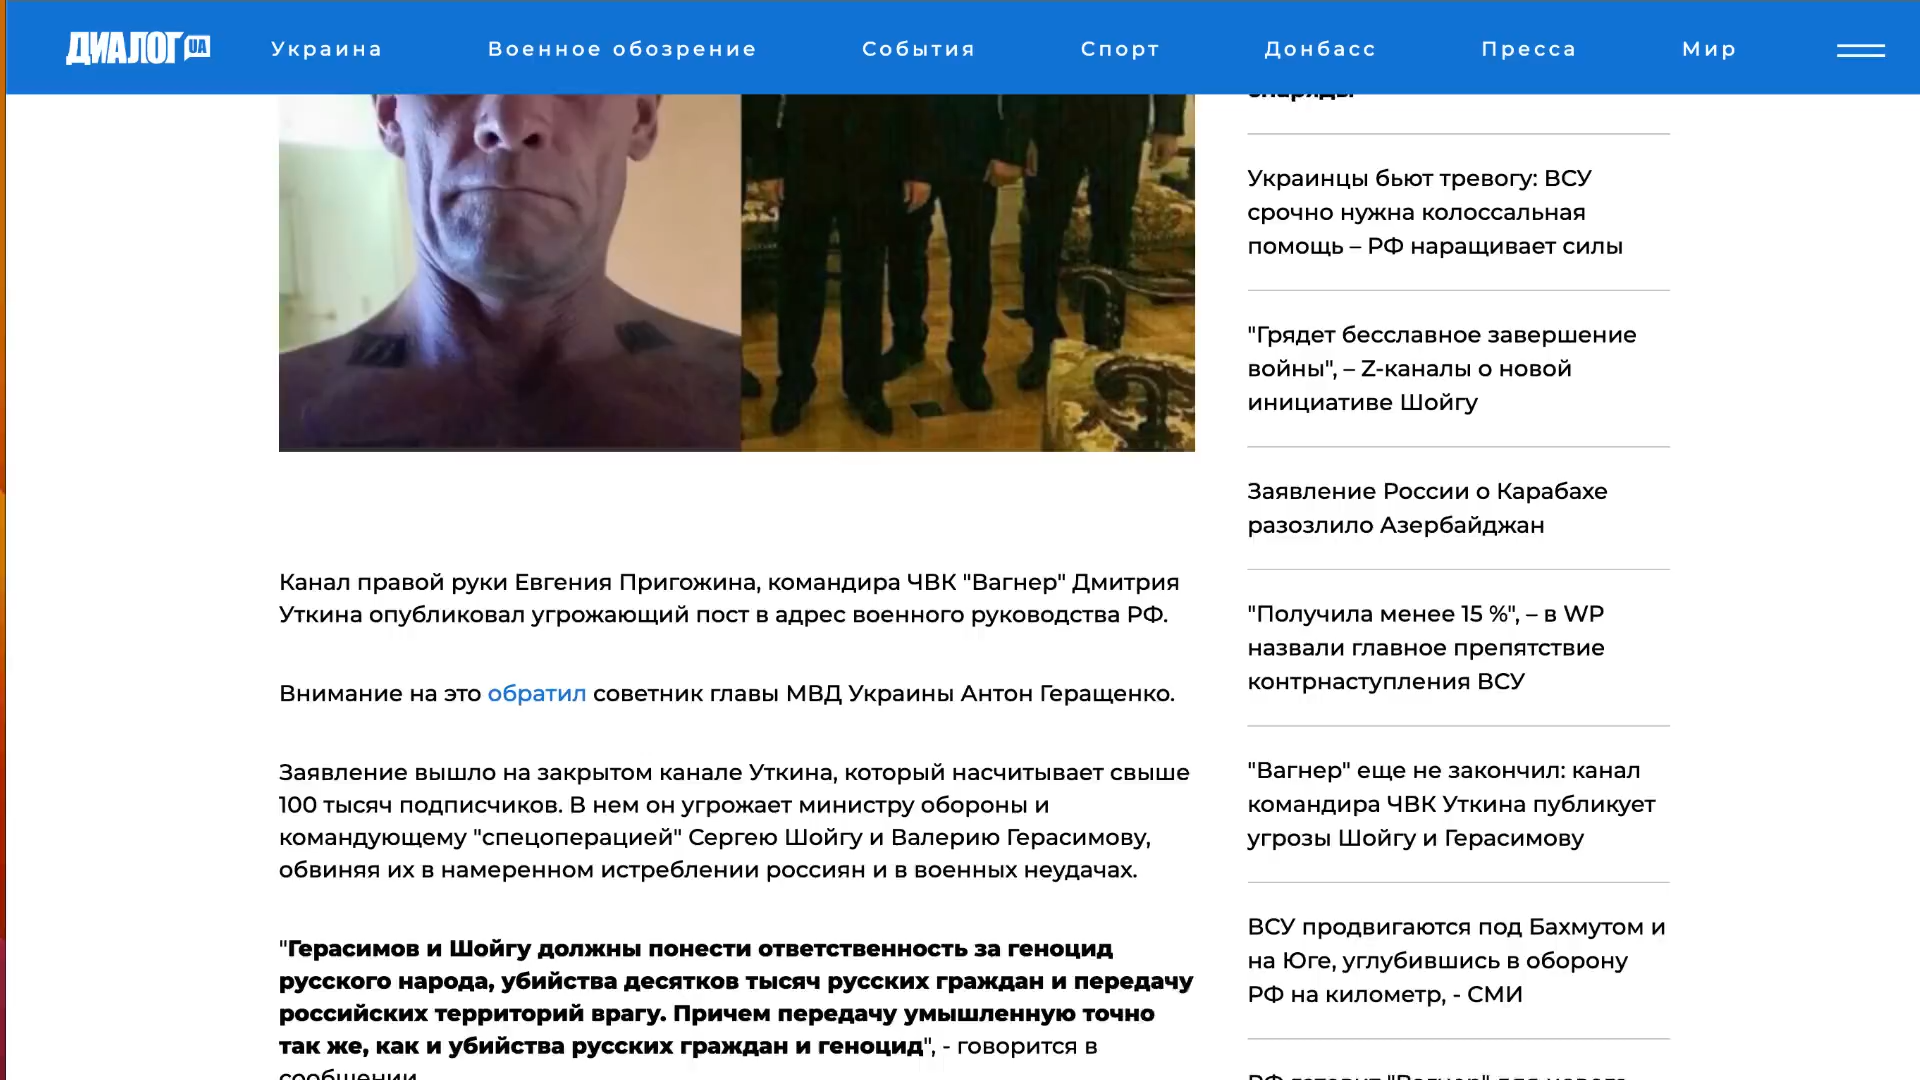 ДИАЛОГ UA
Украина
Военное обозрение
События
Спорт
Донбасс
Пресса
Мир
Канал правой руки Евгения Пригожина, командира ЧВК "Вагнер" Дмитрия
Уткина опубликовал угрожающий пост в адрес военного руководства РФ.
Внимание на это обратил советник главы МВД Украины Антон Геращенко.
Заявление вышло на закрытом канале Уткина, который насчитывает свыше
100 тысяч подписчиков. В нем он угрожает министру обороны и
командующему "спецоперацией" Сергею Шойгу и Валерию Герасимову,
обвиняя их в намеренном истреблении россиян и в военных неудачах.
"Герасимов и Шойгу должны понести ответственность за геноцид
русского народа, убийства десятков тысяч русских граждан и передачу
российских территорий врагу. Причем передачу умышленную точно
так же, как и убийства русских граждан и геноцид", - говорится в
сообщении.
снаряды
Украинцы бьют тревогу: ВСУ
срочно нужна колоссальная
помощь – РФ наращивает силы
"Грядет бесславное завершение
войны", – Z-каналы о новой
инициативе Шойгу
Заявление России о Карабахе
разозлило Азербайджан
"Получила менее 15 %", – в WP
назвали главное препятствие
контрнаступления ВСУ
"Вагнер" еще не закончил: канал
командира ЧВК Уткина публикует
угрозы Шойгу и Герасимову
ВСУ продвигаются под Бахмутом и
на Юге, углубившись в оборону
РФ на километр, - СМИ
РФ готовит "Вагнер" для нового